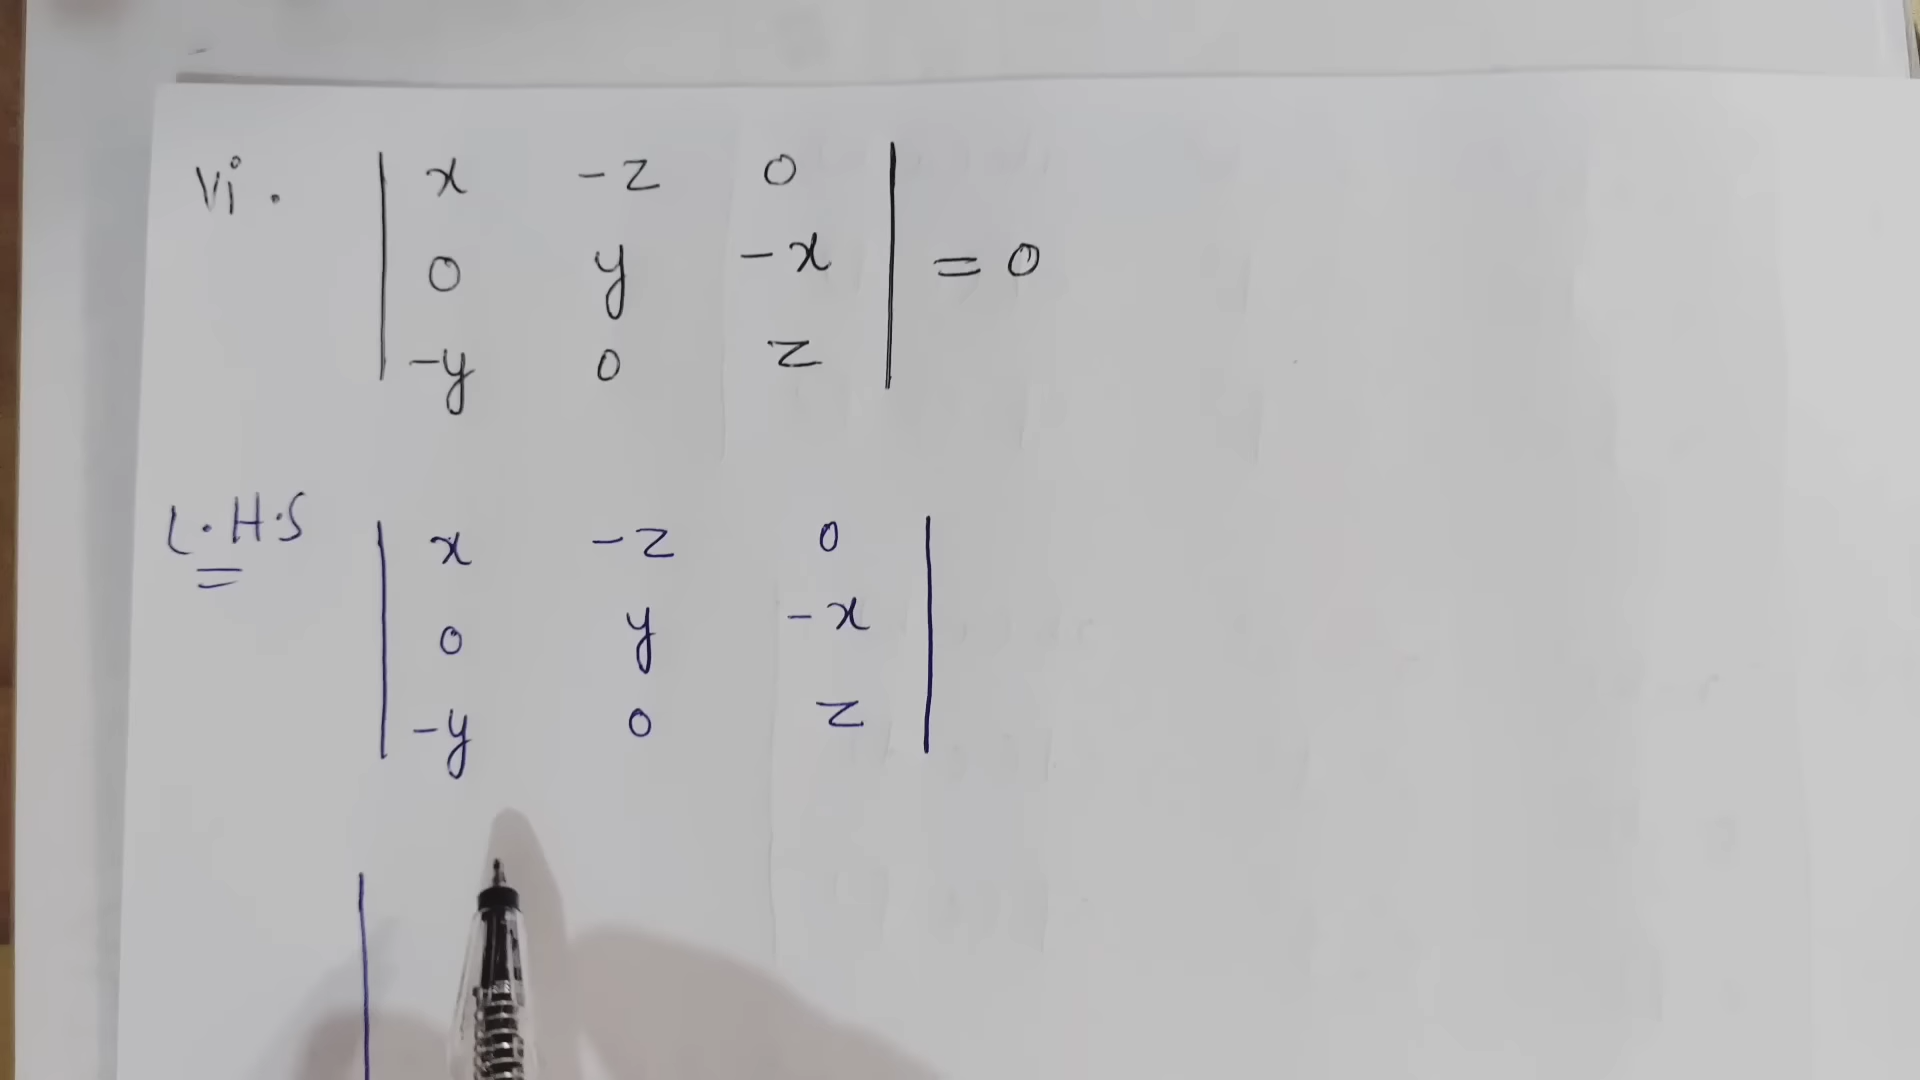 vi. | x -z 0 |
| 0 y -x | = 0
| -y 0 z |
L.H.S | x -z 0 |
| 0 y -x |
| -y 0 z |